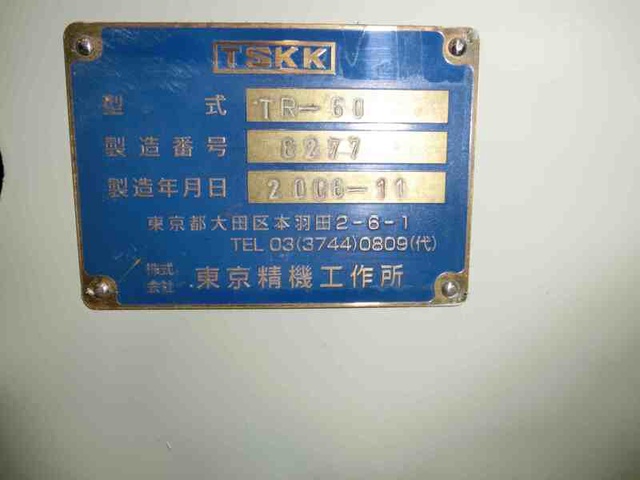 TSKK
型式 TR-60
製造番号 6277
製造年月日 2006-11
東京都大田区本羽田2-6-1
TEL 03(3744)0809(代)
株式会社 東京精機工作所